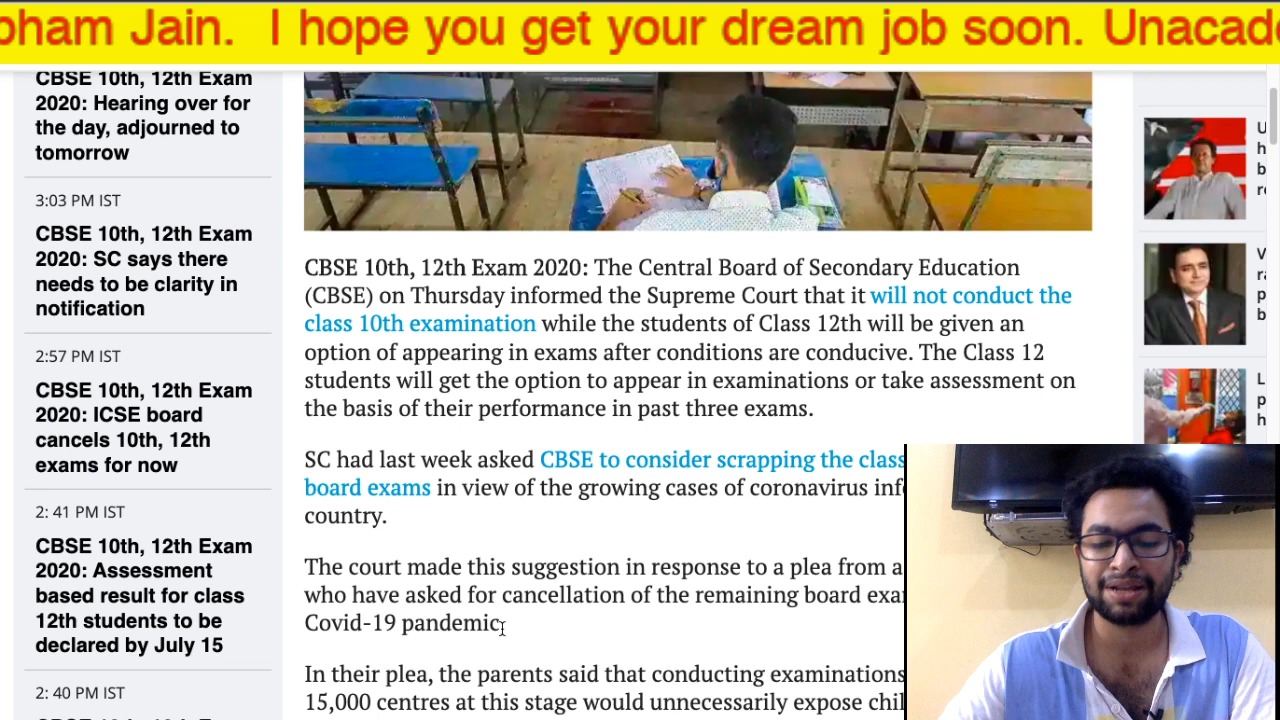 Jain. I hope you get your dream job soon.
CBSE 10th, 12th Exam
2020: Hearing over for
the day, adjourned to
tomorrow
3:03 PM IST
CBSE 10th, 12th Exam
2020: SC says there
needs to be clarity in
notification
2:57 PM IST
CBSE 10th, 12th Exam
2020: ICSE board
cancels 10th, 12th
exams for now
2: 41 PM IST
CBSE 10th, 12th Exam
2020: Assessment
based result for class
12th students to be
declared by July 15
2: 40 PM IST
CBSE 10th, 12th Exam 2020: The Central Board of Secondary Education
(CBSE) on Thursday informed the Supreme Court that it will not conduct the
class 10th examination while the students of Class 12th will be given an
option of appearing in exams after conditions are conducive. The Class 12
students will get the option to appear in examinations or take assessment on
the basis of their performance in past three exams.
SC had last week asked CBSE to consider scrapping the class
board exams in view of the growing cases of coronavirus
country.
The court made this suggestion in response to a plea from a
who have asked for cancellation of the remaining board
Covid-19 pandemic.
In their plea, the parents said that conducting examinations
15,000 centres at this stage would unnecessarily expose